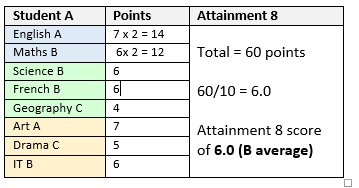 Student A Points Attainment 8
English A 7 x 2 = 14
Maths B 6x 2 = 12
Science B 6
French B 6
Geography C 4
Art A 7
Drama C 5
IT B 6
Total = 60 points
60/10 = 6.0
Attainment 8 score
of 6.0 (B average)